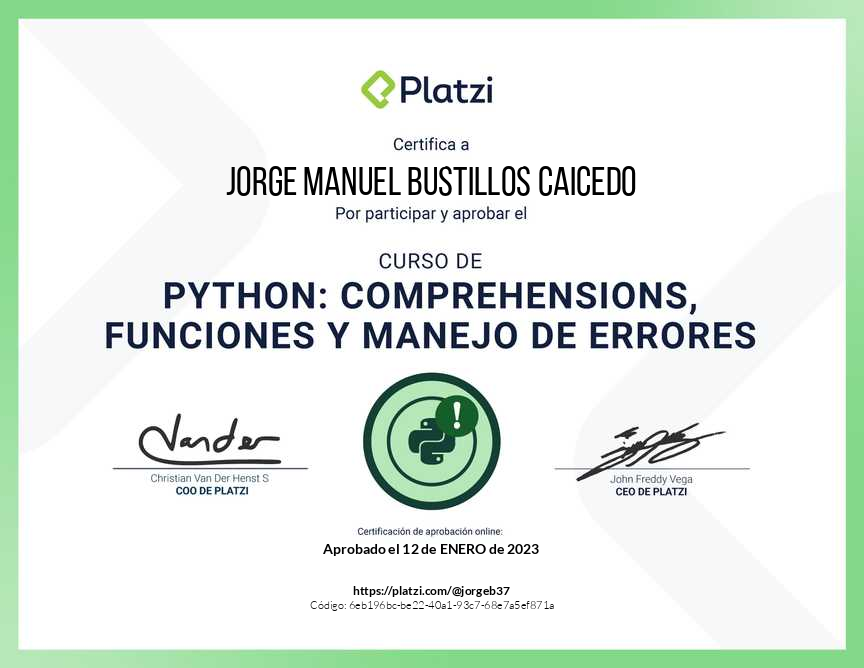 Platzi
Certifica a
JORGE MANUEL BUSTILLOS CAICEDO
Por participar y aprobar el
CURSO DE
PYTHON: COMPREHENSIONS,
FUNCIONES Y MANEJO DE ERRORES
Vander
Christian Van Der Henst S
COO DE PLATZI
John Freddy Vega
CEO DE PLATZI
Certificación de aprobación online:
Aprobado el 12 de ENERO de 2023
https://platzi.com/@jorgeb37
Código: 6eb196bc-be22-40a1-93c7-68e7a5ef871a